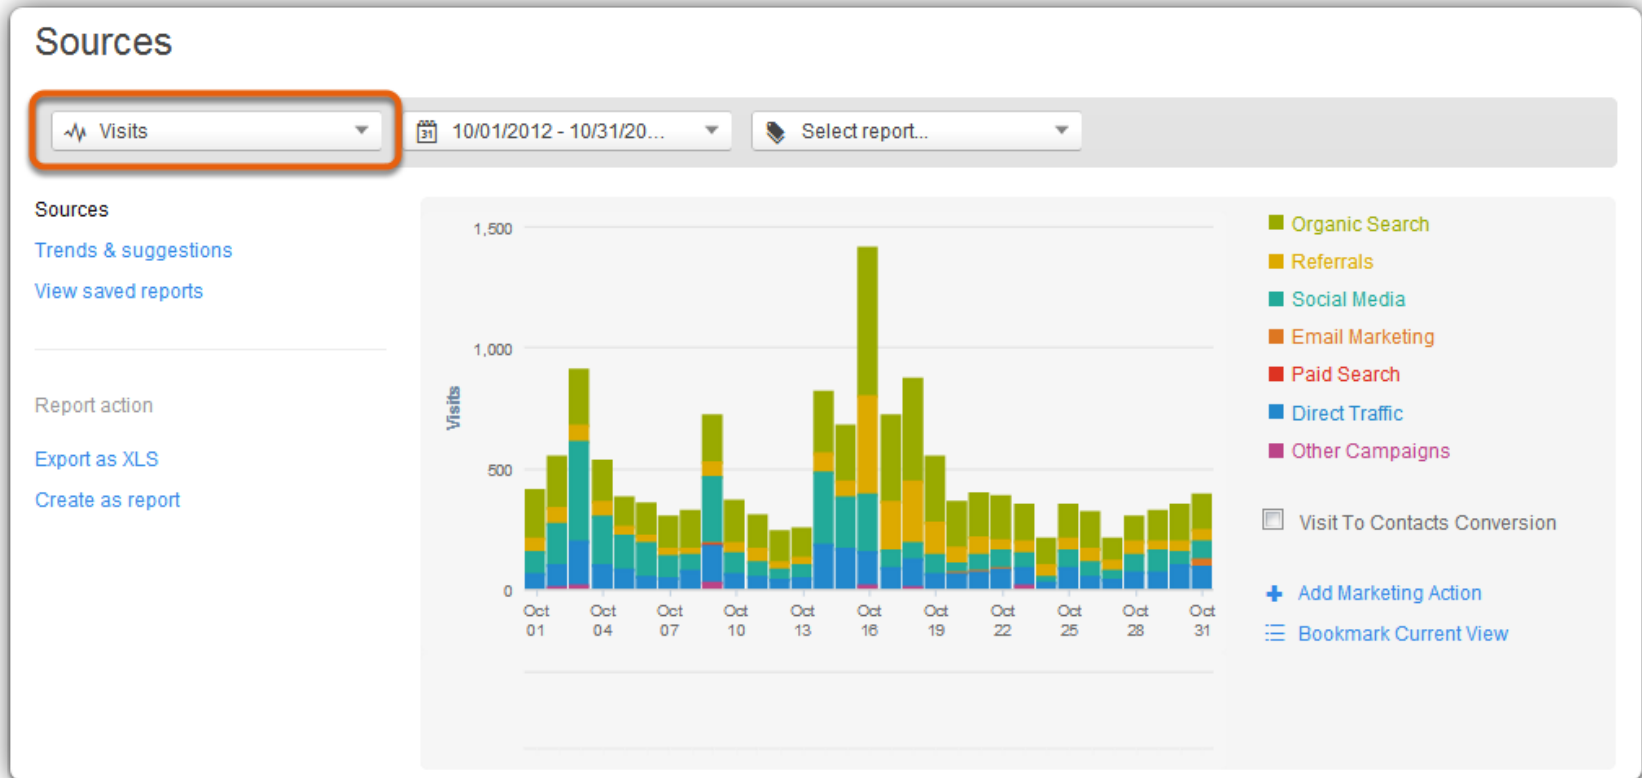 Sources
Visits
31
10/01/2012 - 10/31/20...
Select report...
Sources
Trends & suggestions
View saved reports
Report action
Export as XLS
Create as report
Visits
1,500
1,000
500
0
Oct 01
Oct 04
Oct 07
Oct 10
Oct 13
Oct 16
Oct 19
Oct 22
Oct 25
Oct 28
Oct 31
Organic Search
Referrals
Social Media
Email Marketing
Paid Search
Direct Traffic
Other Campaigns
Visit To Contacts Conversion
Add Marketing Action
Bookmark Current View